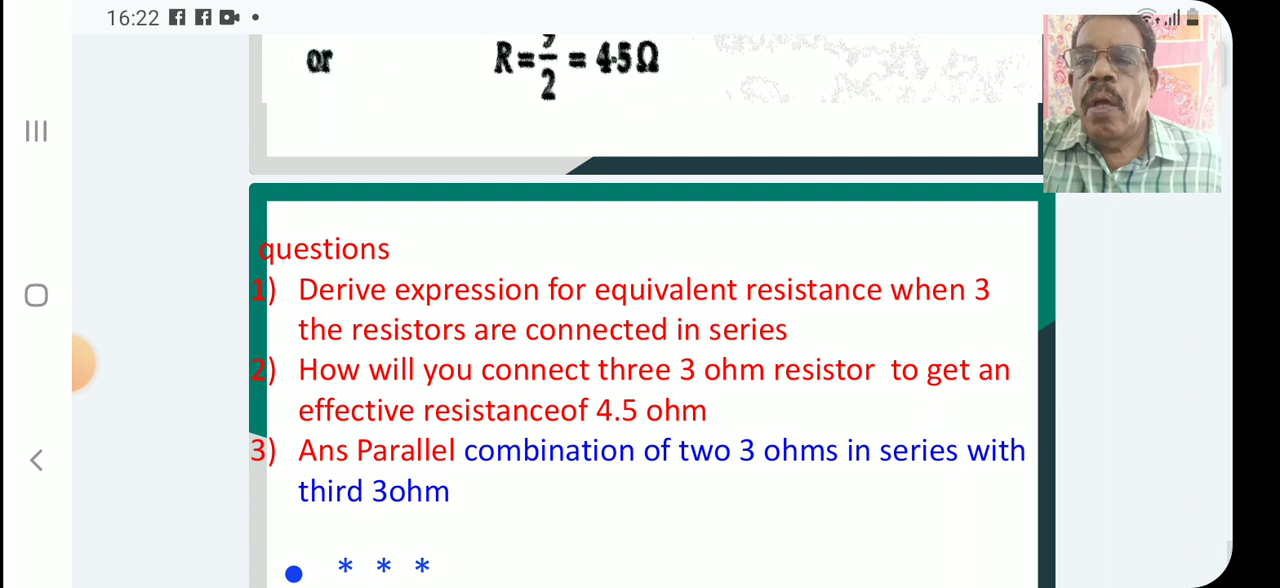 16:22
or R = 9/2 = 4.5 Ω
questions
1) Derive expression for equivalent resistance when 3
the resistors are connected in series
2) How will you connect three 3 ohm resistor to get an
effective resistanceof 4.5 ohm
3) Ans Parallel combination of two 3 ohms in series with
third 3ohm
• * * *